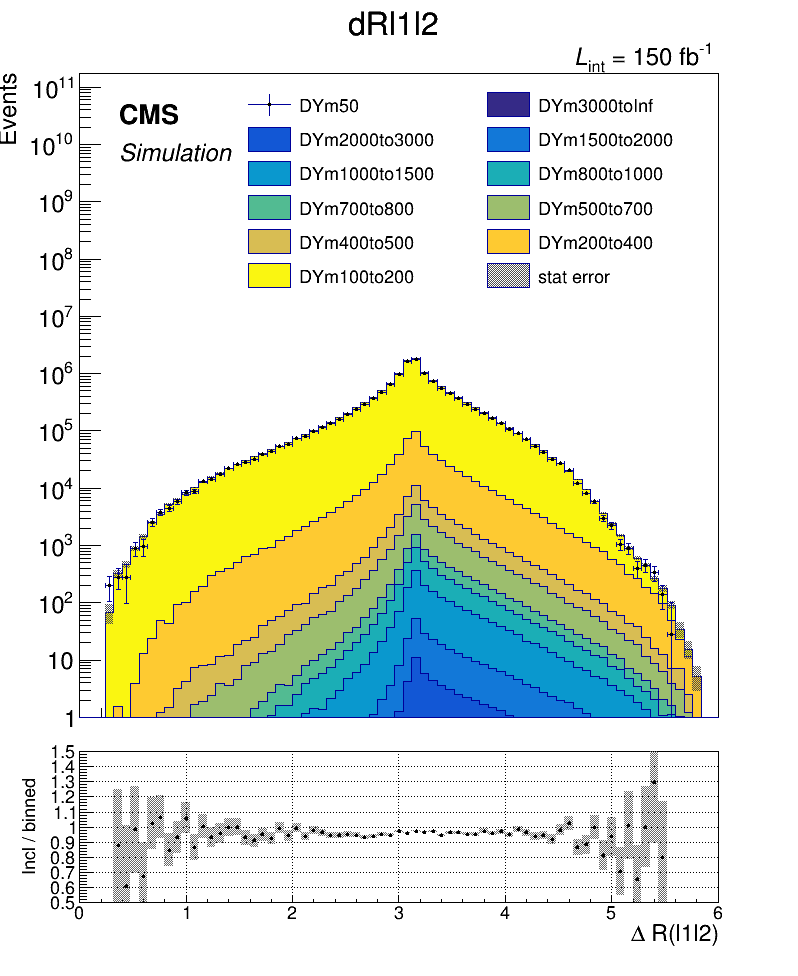 dRl1l2
L_int = 150 fb^-1
Events
CMS
Simulation
DYm50
DYm3000toInf
DYm2000to3000
DYm1500to2000
DYm1000to1500
DYm800to1000
DYm700to800
DYm500to700
DYm400to500
DYm200to400
DYm100to200
stat error
10^11
10^10
10^9
10^8
10^7
10^6
10^5
10^4
10^3
10^2
10
1
Incl / binned
1.5
1.4
1.3
1.2
1.1
1
0.9
0.8
0.7
0.6
0.5
0 1 2 3 4 5 6
Δ R(l1l2)